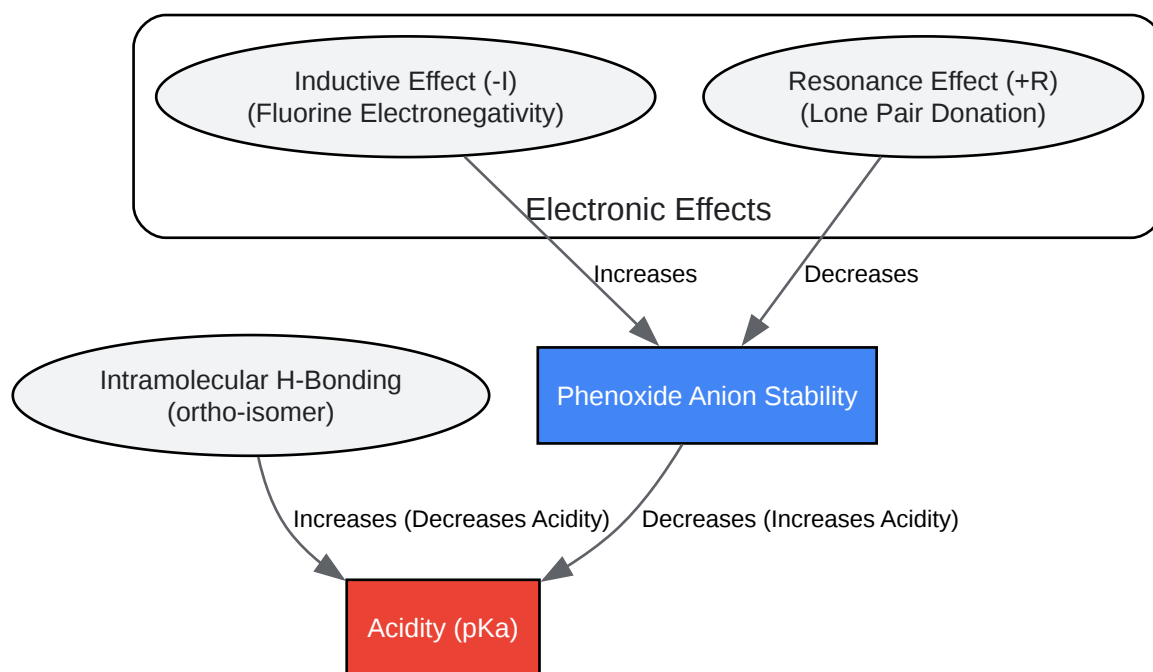 Inductive Effect (-I)
(Fluorine Electronegativity)
Resonance Effect (+R)
(Lone Pair Donation)
Electronic Effects
Increases
Decreases
Intramolecular H-Bonding
(ortho-isomer)
Phenoxide Anion Stability
Increases (Decreases Acidity)
Decreases (Increases Acidity)
Acidity (pKa)